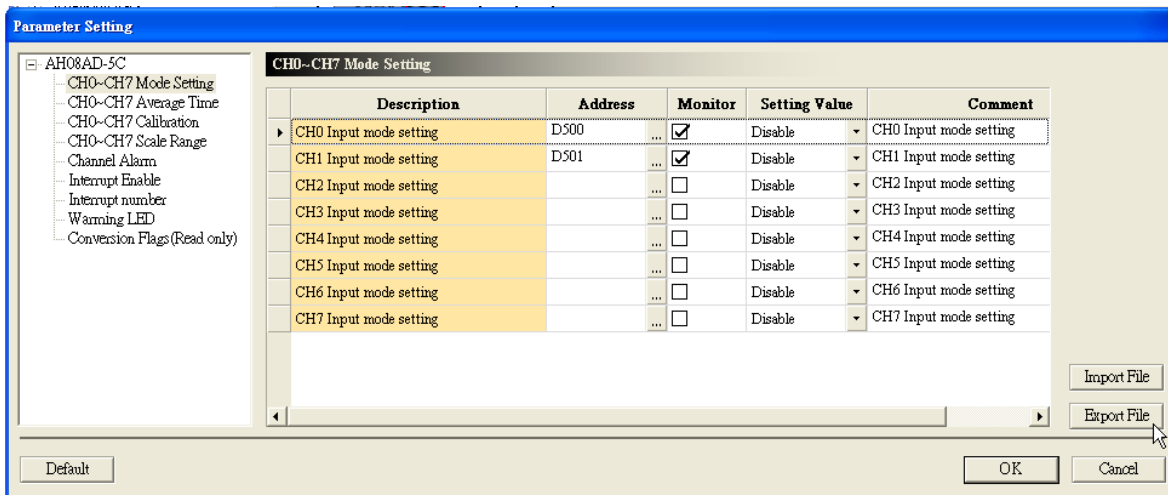 Parameter Setting
AH08AD-5C
CH0~CH7 Mode Setting
CH0~CH7 Average Time
CH0~CH7 Calibration
CH0~CH7 Scale Range
Channel Alarm
Interrupt Enable
Interrupt number
Warning LED
Conversion Flags(Read only)
CH0~CH7 Mode Setting
Description Address Monitor Setting Value Comment
CH0 Input mode setting D500 ... Disable CH0 Input mode setting
CH1 Input mode setting D501 ... Disable CH1 Input mode setting
CH2 Input mode setting ... Disable CH2 Input mode setting
CH3 Input mode setting ... Disable CH3 Input mode setting
CH4 Input mode setting ... Disable CH4 Input mode setting
CH5 Input mode setting ... Disable CH5 Input mode setting
CH6 Input mode setting ... Disable CH6 Input mode setting
CH7 Input mode setting ... Disable CH7 Input mode setting
Import File
Export File
Default OK Cancel